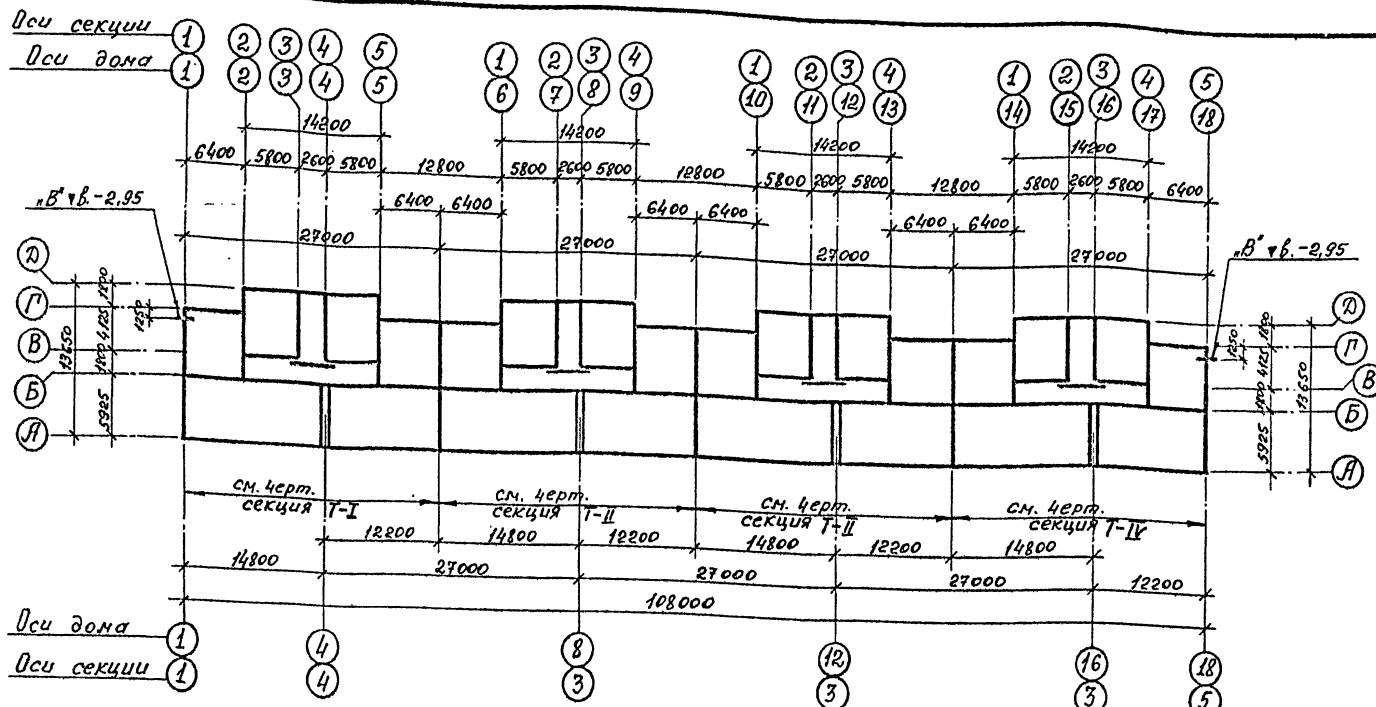 Оси секции
1 2 3 4 5 1 2 3 4 1 2 3 4 1 2 3 4 5
Оси дома
1 2 3 4 5 6 7 8 9 10 11 12 13 14 15 16 17 18
14200 14200 14200 14200
6400 5800 2600 5800 12800 5800 2600 5800 12800 5800 2600 5800 12800 5800 2600 5800 6400
6400 6400 6400 6400 6400 6400
27000 27000 27000 27000
„В" в. -2,95
„В" в. -2,95
Д
Г
В
Б
А
13650
1800
4125
1800
5925
1250
Д
Г
В
Б
А
1250
1800
4125
1800
5925
13650
см. черт.
секция Т-I
см. черт.
секция Т-II
см. черт.
секция Т-II
см. черт.
секция Т-IV
12200 14800 12200 14800 12200 14800
14800 27000 27000 27000 12200
108000
Оси дома
1 4 8 12 16 18
Оси секции
1 4 3 3 3 5